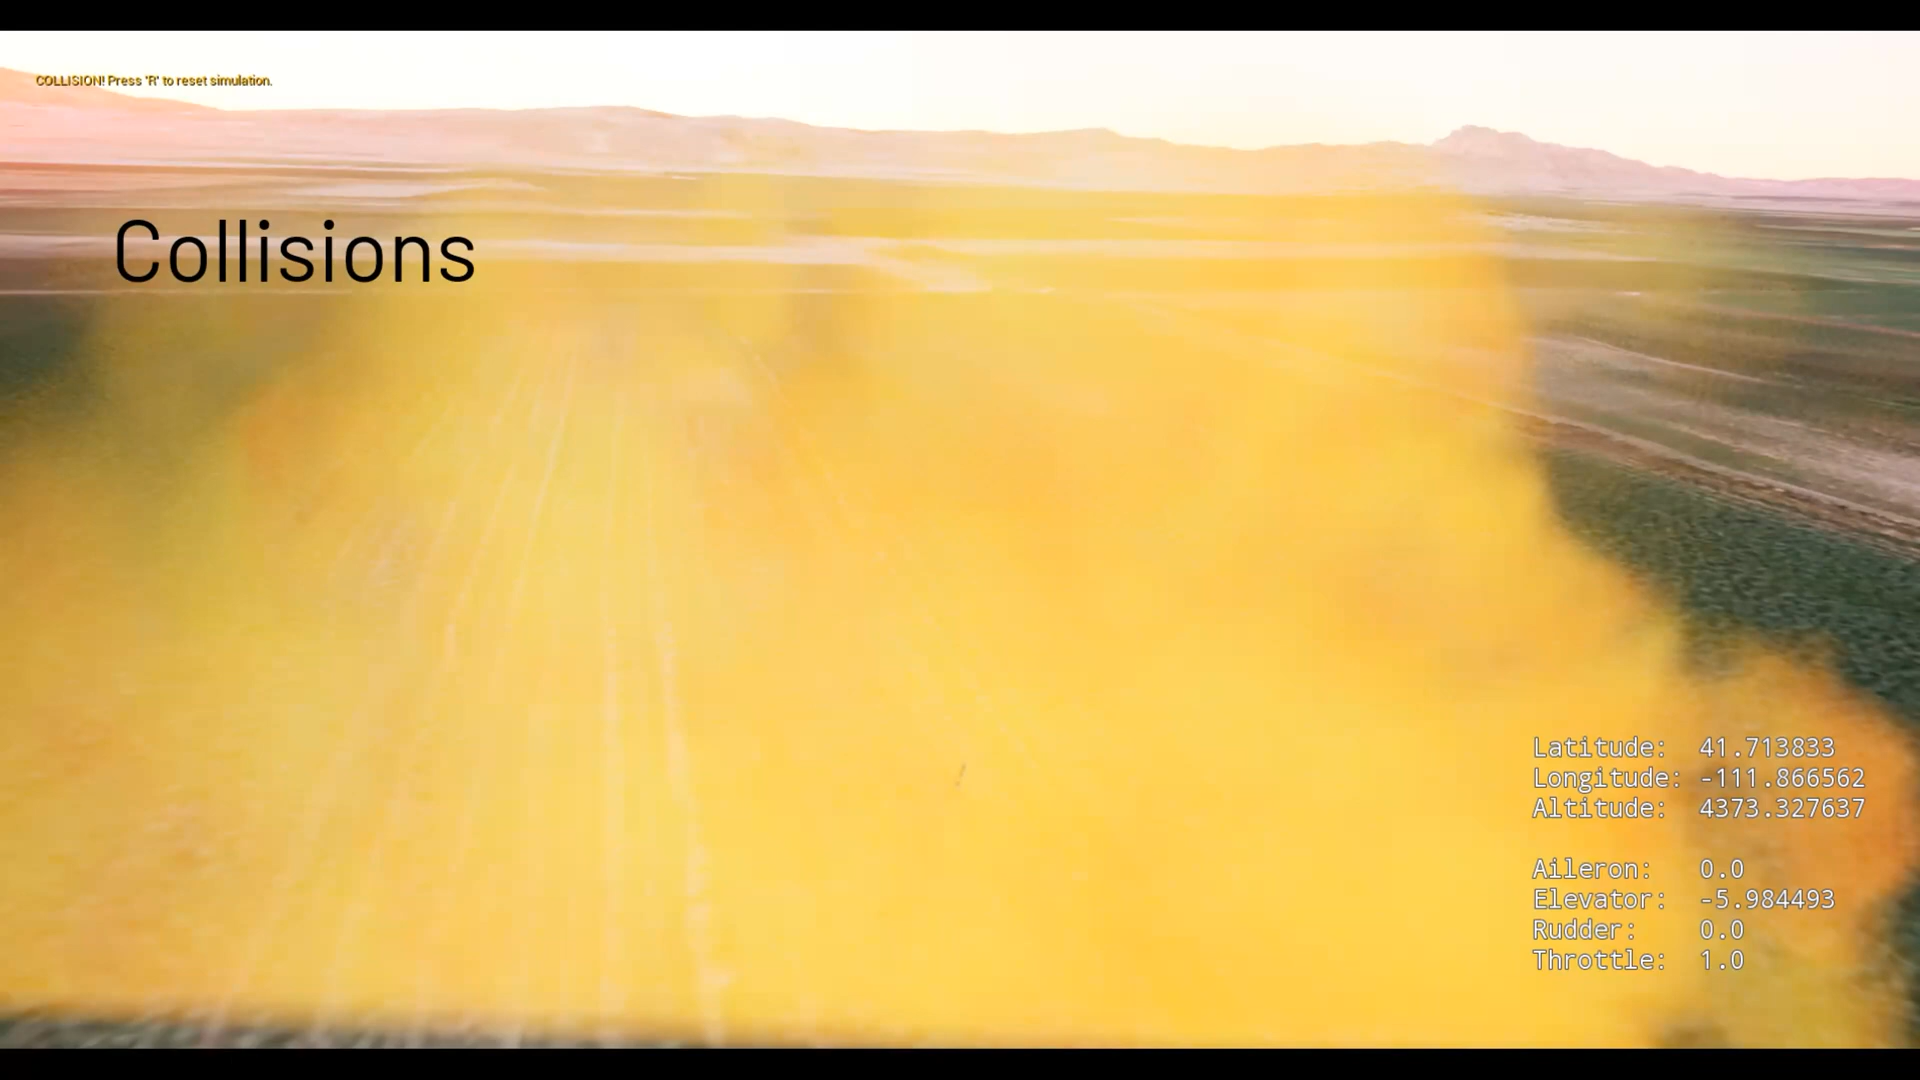 COLLISION! Press 'R' to reset simulation.
Collisions
Latitude: 41.713833
Longitude: -111.866562
Altitude: 4373.327637
Aileron: 0.0
Elevator: -5.984493
Rudder: 0.0
Throttle: 1.0